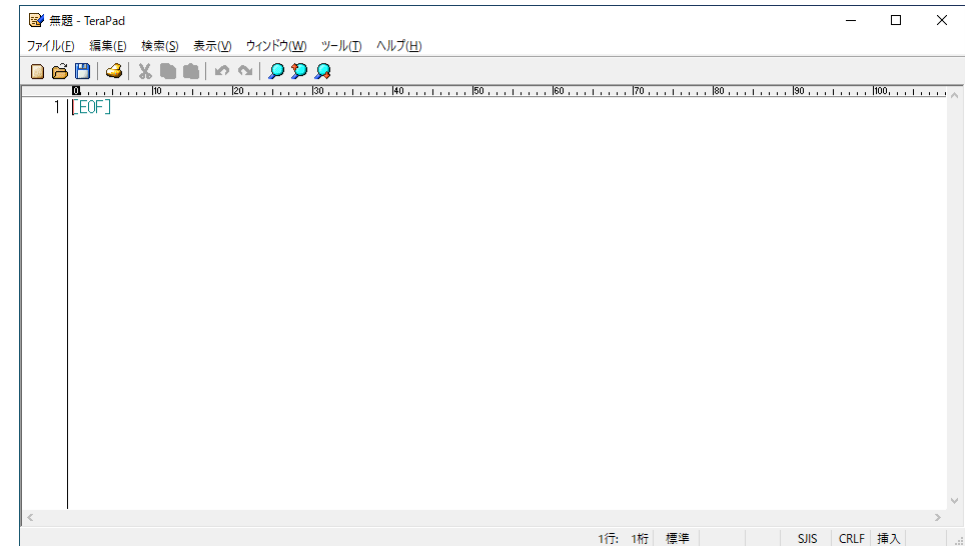 無題 - TeraPad
ファイル(F) 編集(E) 検索(S) 表示(V) ウィンドウ(W) ツール(T) ヘルプ(H)
0 10 20 30 40 50 60 70 80 90 100
1 [EOF]
1行: 1桁 標準 SJIS CRLF 挿入